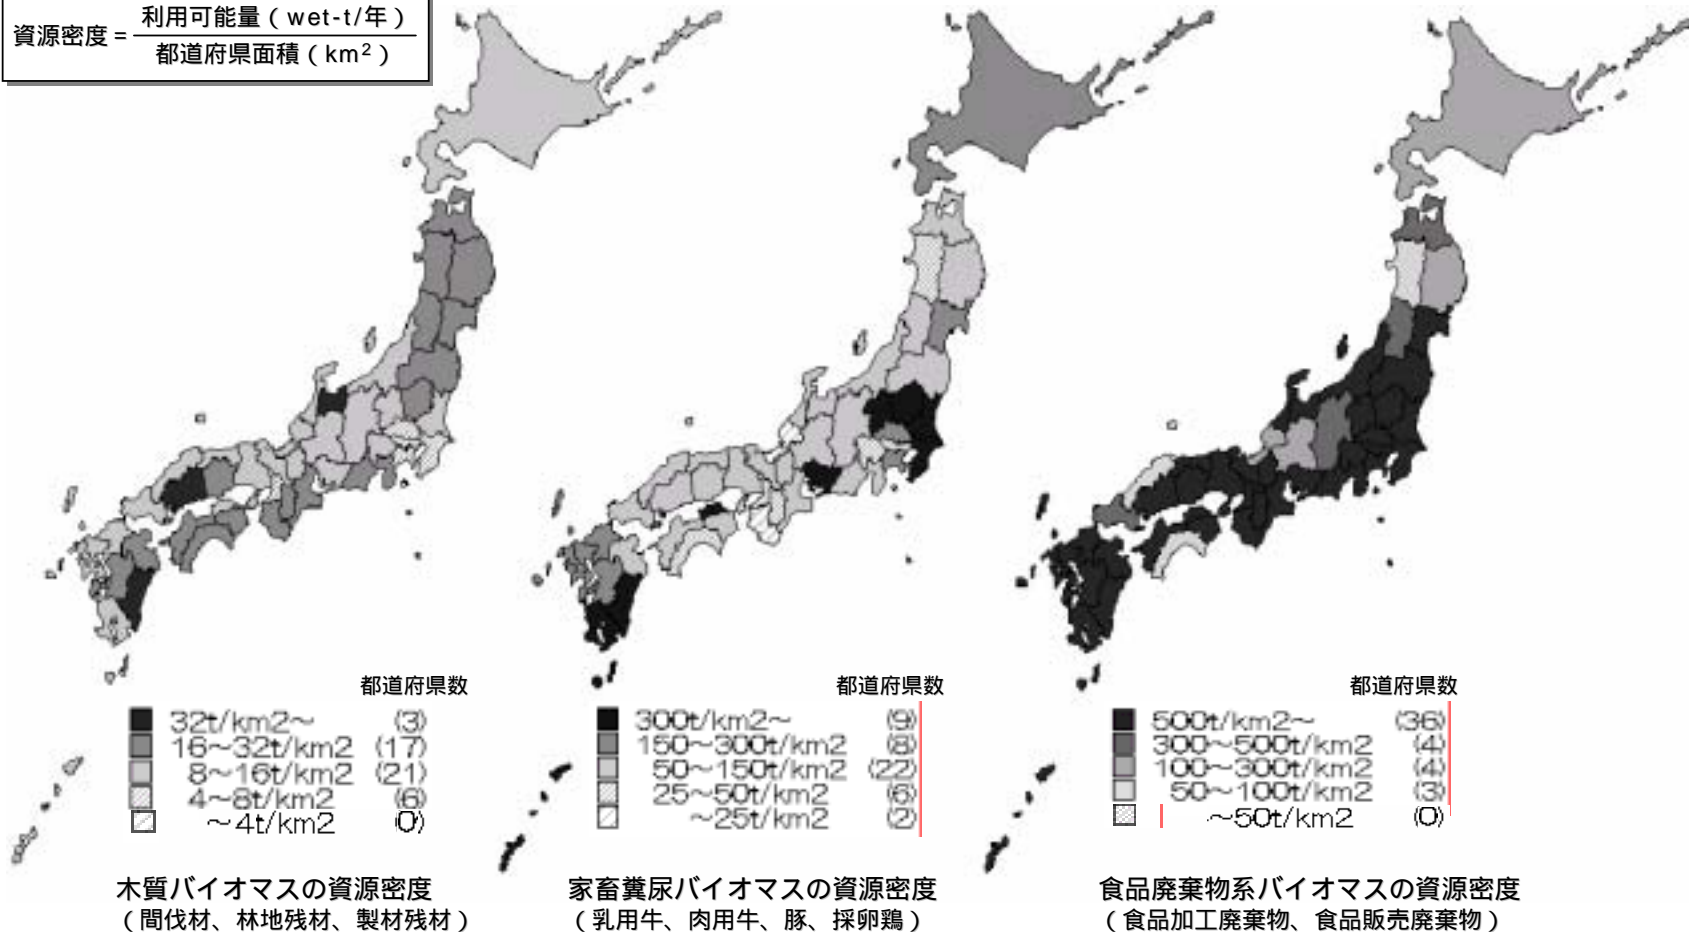 資源密度 = 利用可能量（wet-t/年） / 都道府県面積（km²）
都道府県数
32t/km2～ (3)
16～32t/km2 (17)
8～16t/km2 (21)
4～8t/km2 (6)
～4t/km2 (0)
木質バイオマスの資源密度
（間伐材、林地残材、製材残材）
都道府県数
300t/km2～ (9)
150～300t/km2 (8)
50～150t/km2 (22)
25～50t/km2 (6)
～25t/km2 (2)
家畜糞尿バイオマスの資源密度
（乳用牛、肉用牛、豚、採卵鶏）
都道府県数
500t/km2～ (36)
300～500t/km2 (4)
100～300t/km2 (4)
50～100t/km2 (3)
～50t/km2 (0)
食品廃棄物系バイオマスの資源密度
（食品加工廃棄物、食品販売廃棄物）